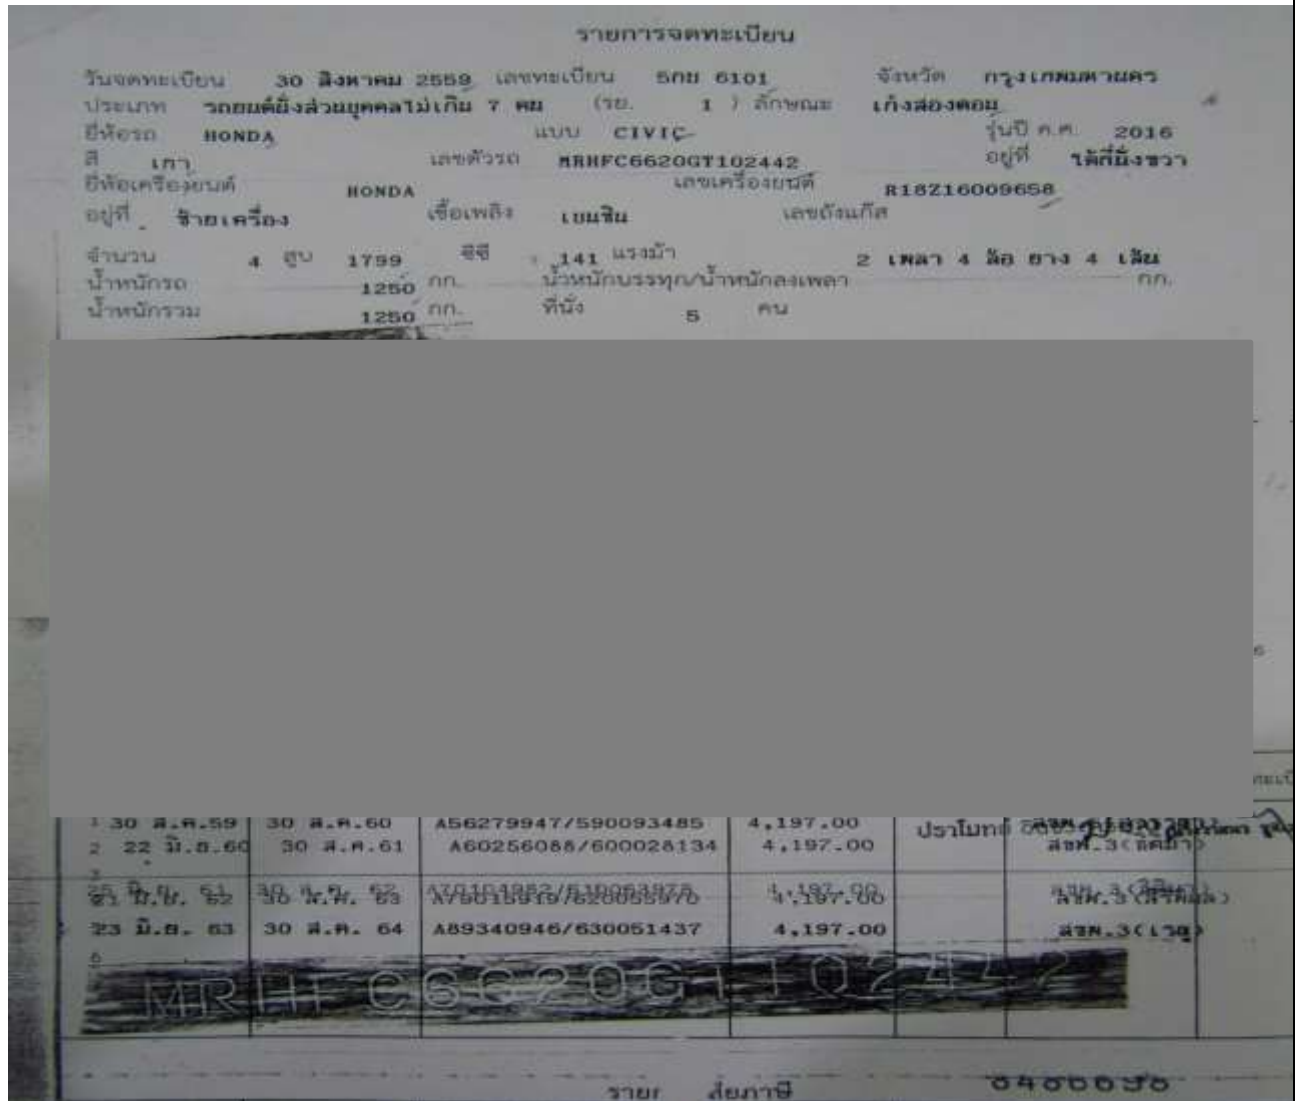 รายการจดทะเบียน
วันจดทะเบียน 30 สิงหาคม 2559 เลขทะเบียน 5กย 6101 จังหวัด กรุงเทพมหานคร
ประเภท รถยนต์นั่งส่วนบุคคลไม่เกิน 7 คน (รย. 1 ) ลักษณะ เก๋งสองตอน
ยี่ห้อรถ HONDA แบบ CIVIC รุ่นปี ค.ศ. 2016
สี เทา เลขตัวรถ MRHFC6620GT102442 อยู่ที่ ใต้ที่นั่งขวา
ยี่ห้อเครื่องยนต์ HONDA เลขเครื่องยนต์ R18Z16009658
อยู่ที่ ซ้ายเครื่อง เชื้อเพลิง เบนซิน เลขถังแก๊ส
จำนวน 4 สูบ 1799 ซีซี 141 แรงม้า 2 เพลา 4 ล้อ ยาง 4 เส้น
น้ำหนักรถ 1250 กก. น้ำหนักบรรทุก/น้ำหนักลงเพลา กก.
น้ำหนักรวม 1250 กก. ที่นั่ง 5 คน
1 30 ส.ค.59 30 ส.ค.60 A56279947/590093485 4,197.00 ปราโมทย์
2 22 มิ.ย.60 30 ส.ค.61 A60256088/600028134 4,197.00 สขพ.3
3
23 มิ.ย. 63 30 ส.ค. 64 A89340946/630051437 4,197.00 สขพ.3
6
MRHFC6620GT102442